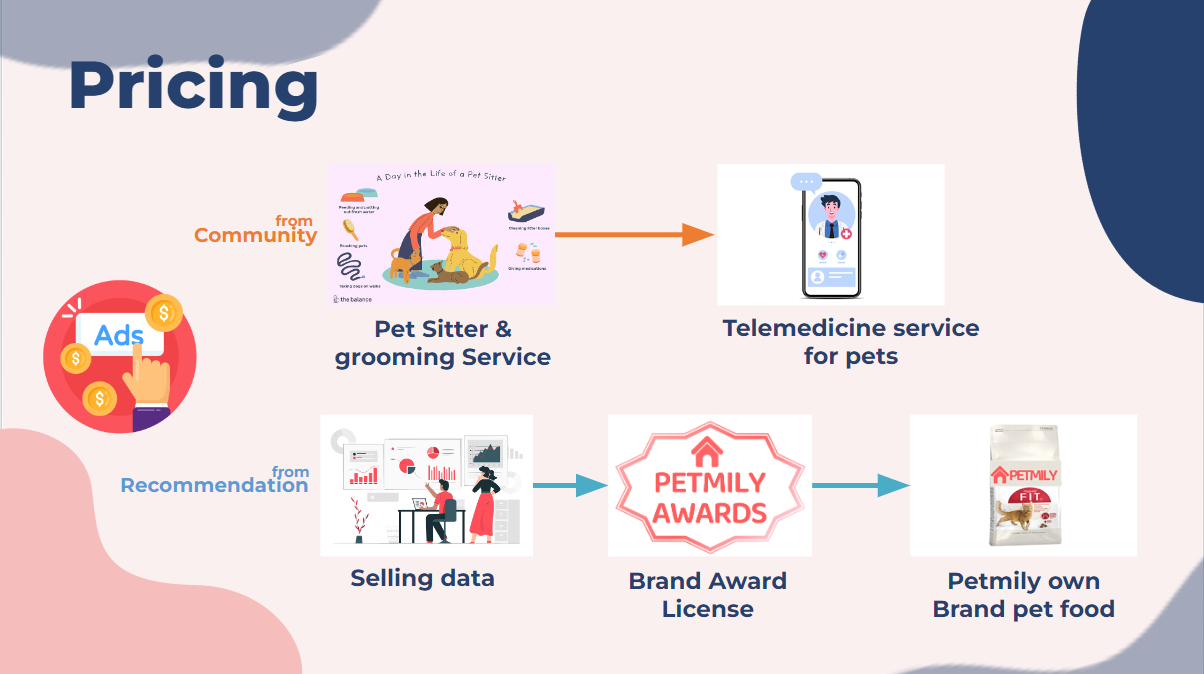 Pricing
from
Community
A Day in the Life of a Pet Sitter
Feeding and putting
out fresh water
Brushing pets
Taking dogs on walks
Cleaning litter boxes
Giving medications
the balance
Pet Sitter &
grooming Service
Telemedicine service
for pets
Ads
from
Recommendation
Selling data
PETMILY
AWARDS
Brand Award
License
PETMILY
FIT
Petmily own
Brand pet food